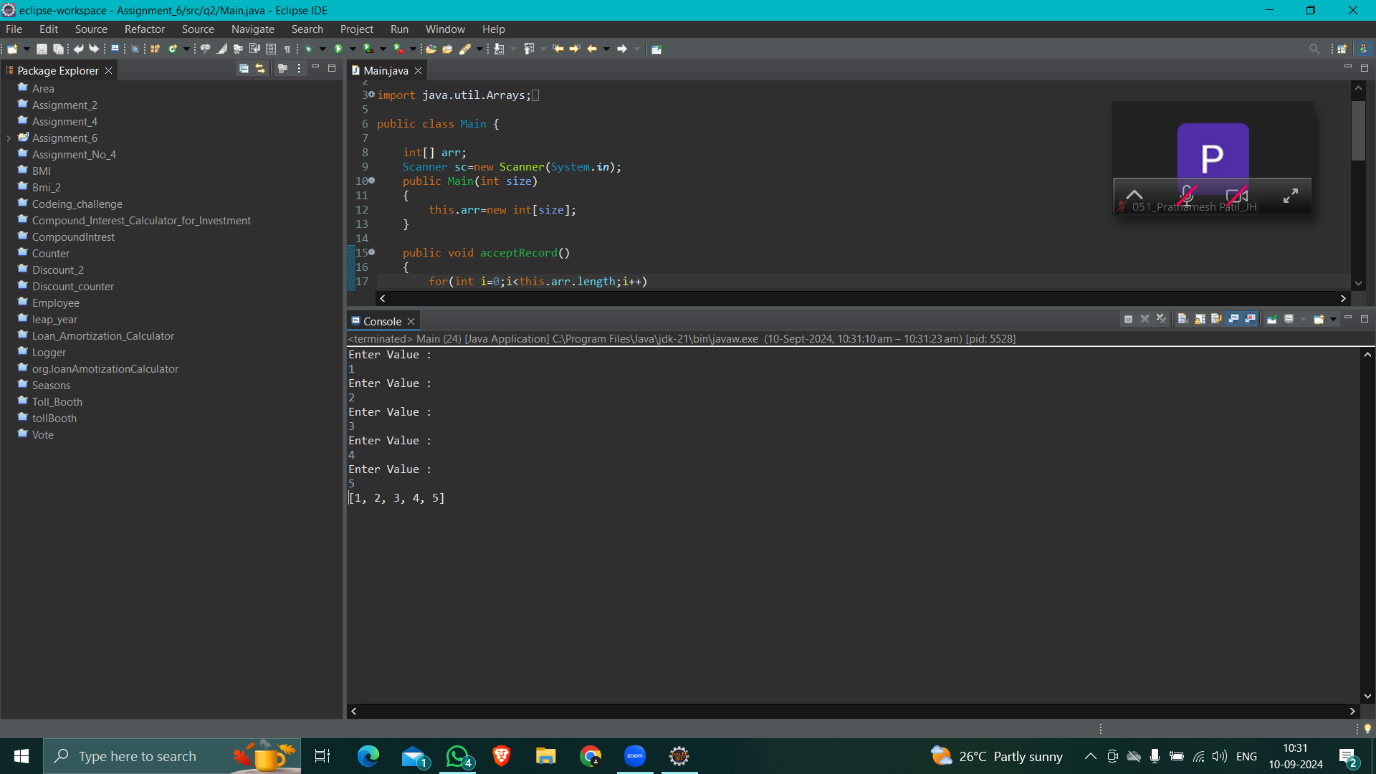 eclipse-workspace - Assignment_6/src/q2/Main.java - Eclipse IDE
File Edit Source Refactor Source Navigate Search Project Run Window Help
Package Explorer
Area
Assignment_2
Assignment_4
Assignment_6
Assignment_No_4
BMI
Bmi_2
Codeing_challenge
Compound_Interest_Calculator_for_Investment
CompoundIntrest
Counter
Discount_2
Discount_counter
Employee
leap_year
Loan_Amortization_Calculator
Logger
org.loanAmotizationCalculator
Seasons
Toll_Booth
tollBooth
Vote
Main.java
2
3 import java.util.Arrays;
5
6 public class Main {
7
8 int[] arr;
9 Scanner sc=new Scanner(System.in);
10 public Main(int size)
11 {
12 this.arr=new int[size];
13 }
14
15 public void acceptRecord()
16 {
17 for(int i=0;i<this.arr.length;i++)
P
051_Prathamesh Patil_JH
Console
<terminated> Main (24) [Java Application] C:\Program Files\Java\jdk-21\bin\javaw.exe (10-Sept-2024, 10:31:10 am – 10:31:23 am) [pid: 5528]
Enter Value :
1
Enter Value :
2
Enter Value :
3
Enter Value :
4
Enter Value :
5
[1, 2, 3, 4, 5]
Type here to search
1
4
zoom
26°C Partly sunny
ENG
10:31
10-09-2024
2